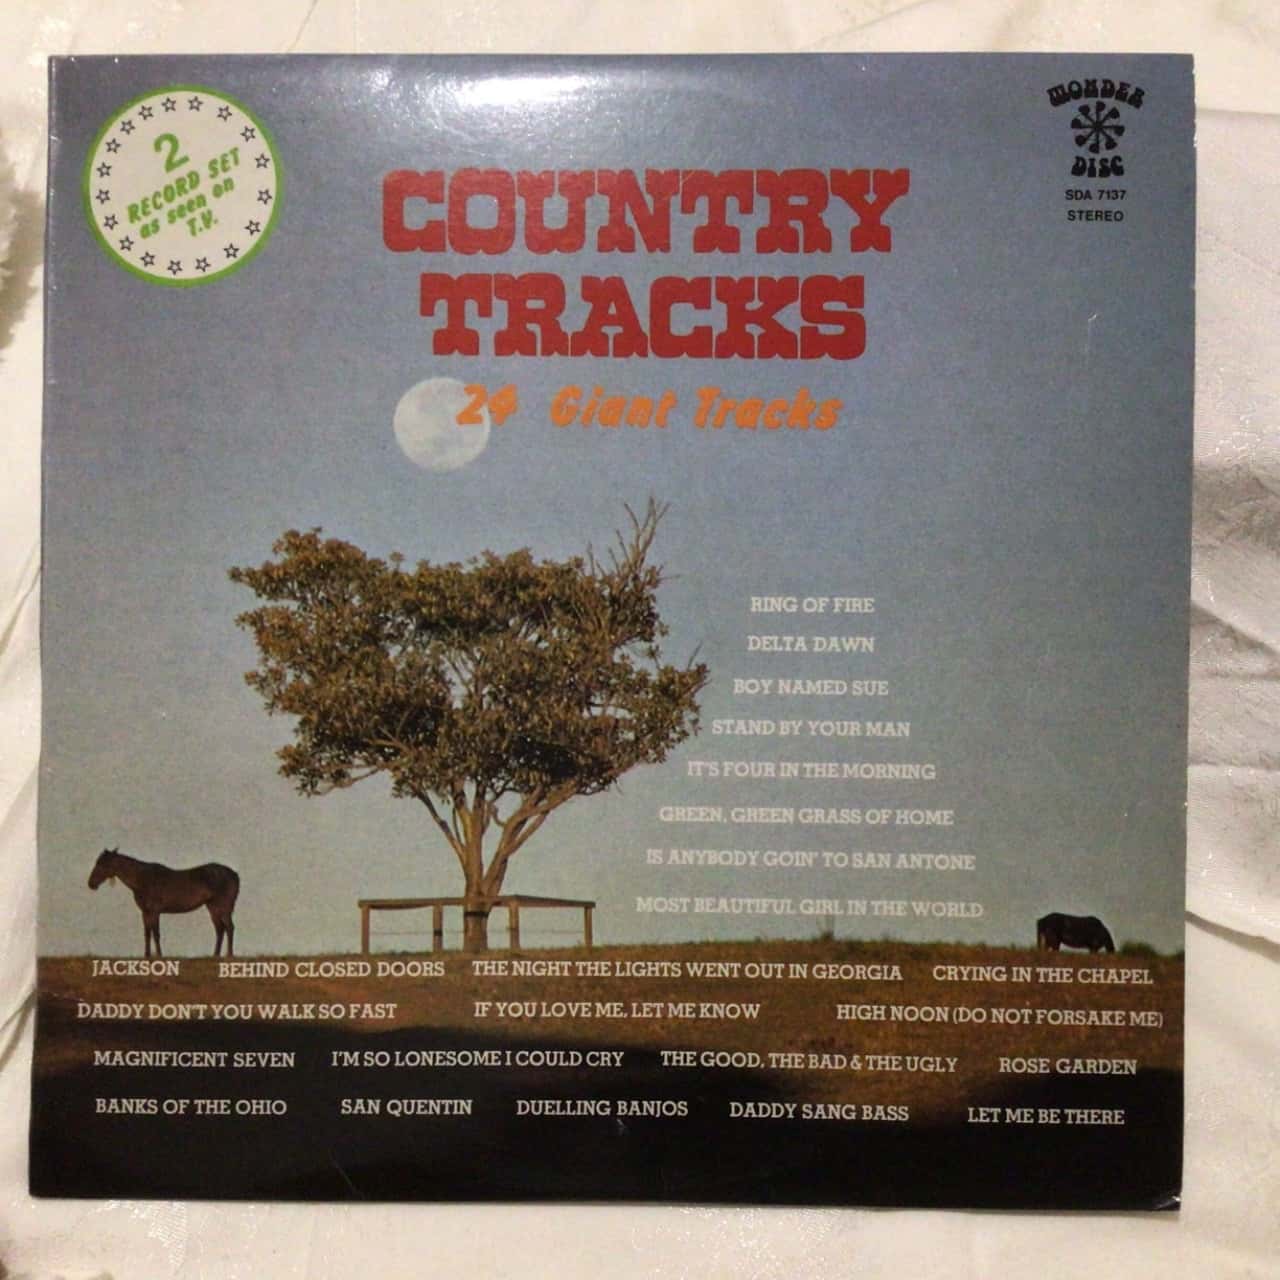 2
RECORD SET
as seen on
T.V.
WONDER
DISC
SDA 7137
STEREO
COUNTRY
TRACKS
24 Giant Tracks
RING OF FIRE
DELTA DAWN
BOY NAMED SUE
STAND BY YOUR MAN
IT'S FOUR IN THE MORNING
GREEN, GREEN GRASS OF HOME
IS ANYBODY GOIN' TO SAN ANTONE
MOST BEAUTIFUL GIRL IN THE WORLD
JACKSON BEHIND CLOSED DOORS THE NIGHT THE LIGHTS WENT OUT IN GEORGIA CRYING IN THE CHAPEL
DADDY DON'T YOU WALK SO FAST IF YOU LOVE ME, LET ME KNOW HIGH NOON (DO NOT FORSAKE ME)
MAGNIFICENT SEVEN I'M SO LONESOME I COULD CRY THE GOOD, THE BAD & THE UGLY ROSE GARDEN
BANKS OF THE OHIO SAN QUENTIN DUELLING BANJOS DADDY SANG BASS LET ME BE THERE